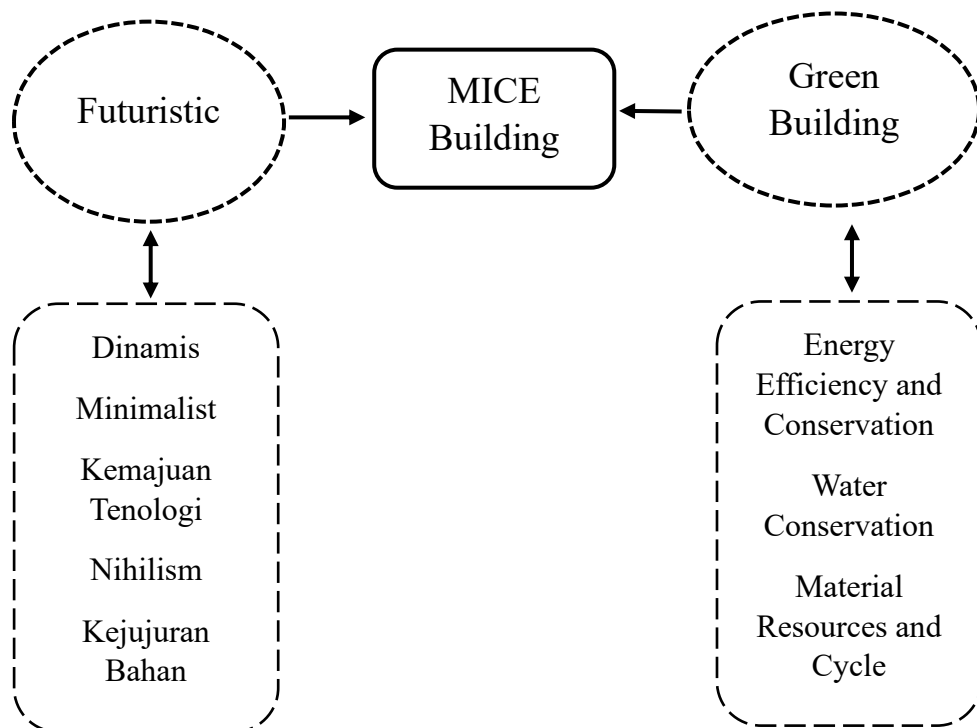 Futuristic
MICE
Building
Green
Building
Dinamis
Minimalist
Kemajuan
Tenologi
Nihilism
Kejujuran
Bahan
Energy
Efficiency and
Conservation
Water
Conservation
Material
Resources and
Cycle